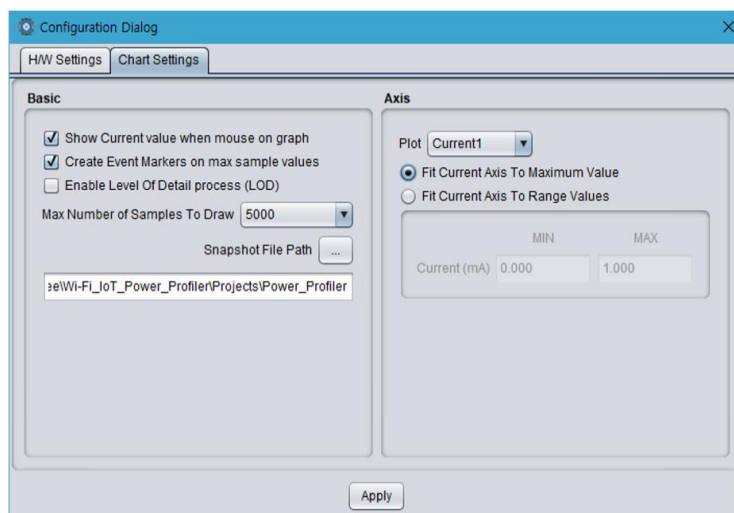 Configuration Dialog
H/W Settings
Chart Settings
Basic
Show Current value when mouse on graph
Create Event Markers on max sample values
Enable Level Of Detail process (LOD)
Max Number of Samples To Draw 5000
Snapshot File Path ...
ee\Wi-Fi_IoT_Power_Profiler\Projects\Power_Profiler
Axis
Plot Current1
Fit Current Axis To Maximum Value
Fit Current Axis To Range Values
MIN MAX
Current (mA) 0.000 1.000
Apply